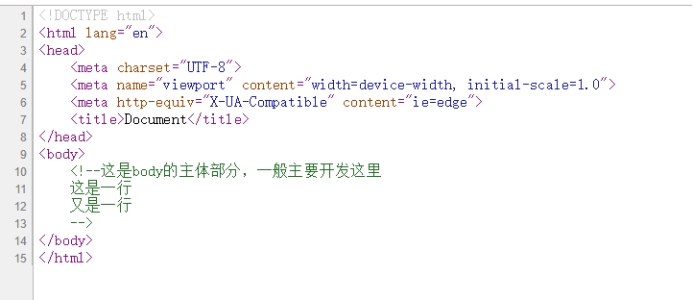 1 <!DOCTYPE html>
2 <html lang="en">
3 <head>
4     <meta charset="UTF-8">
5     <meta name="viewport" content="width=device-width, initial-scale=1.0">
6     <meta http-equiv="X-UA-Compatible" content="ie=edge">
7     <title>Document</title>
8 </head>
9 <body>
10     <!--这是body的主体部分，一般主要开发这里
11     这是一行
12     又是一行
13     -->
14 </body>
15 </html>